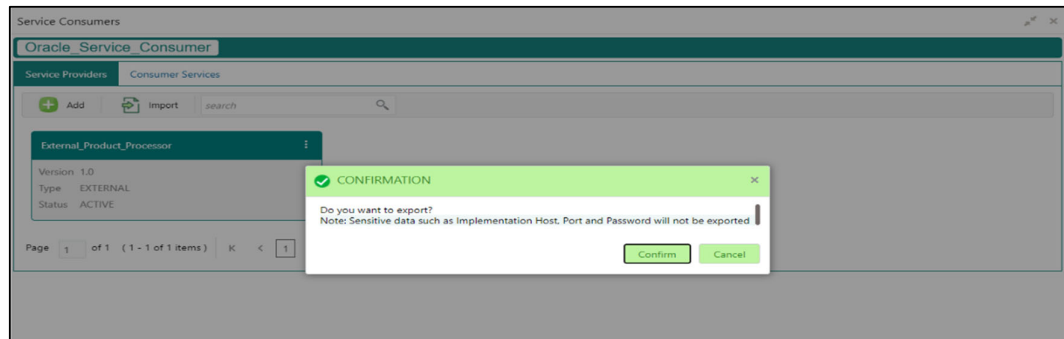 Service Consumers
Oracle_Service_Consumer
Service Providers Consumer Services
Add Import search
External_Product_Processor
Version 1.0
Type EXTERNAL
Status ACTIVE
Page 1 of 1 (1 - 1 of 1 items) K < 1
CONFIRMATION
Do you want to export?
Note: Sensitive data such as Implementation Host, Port and Password will not be exported
Confirm Cancel